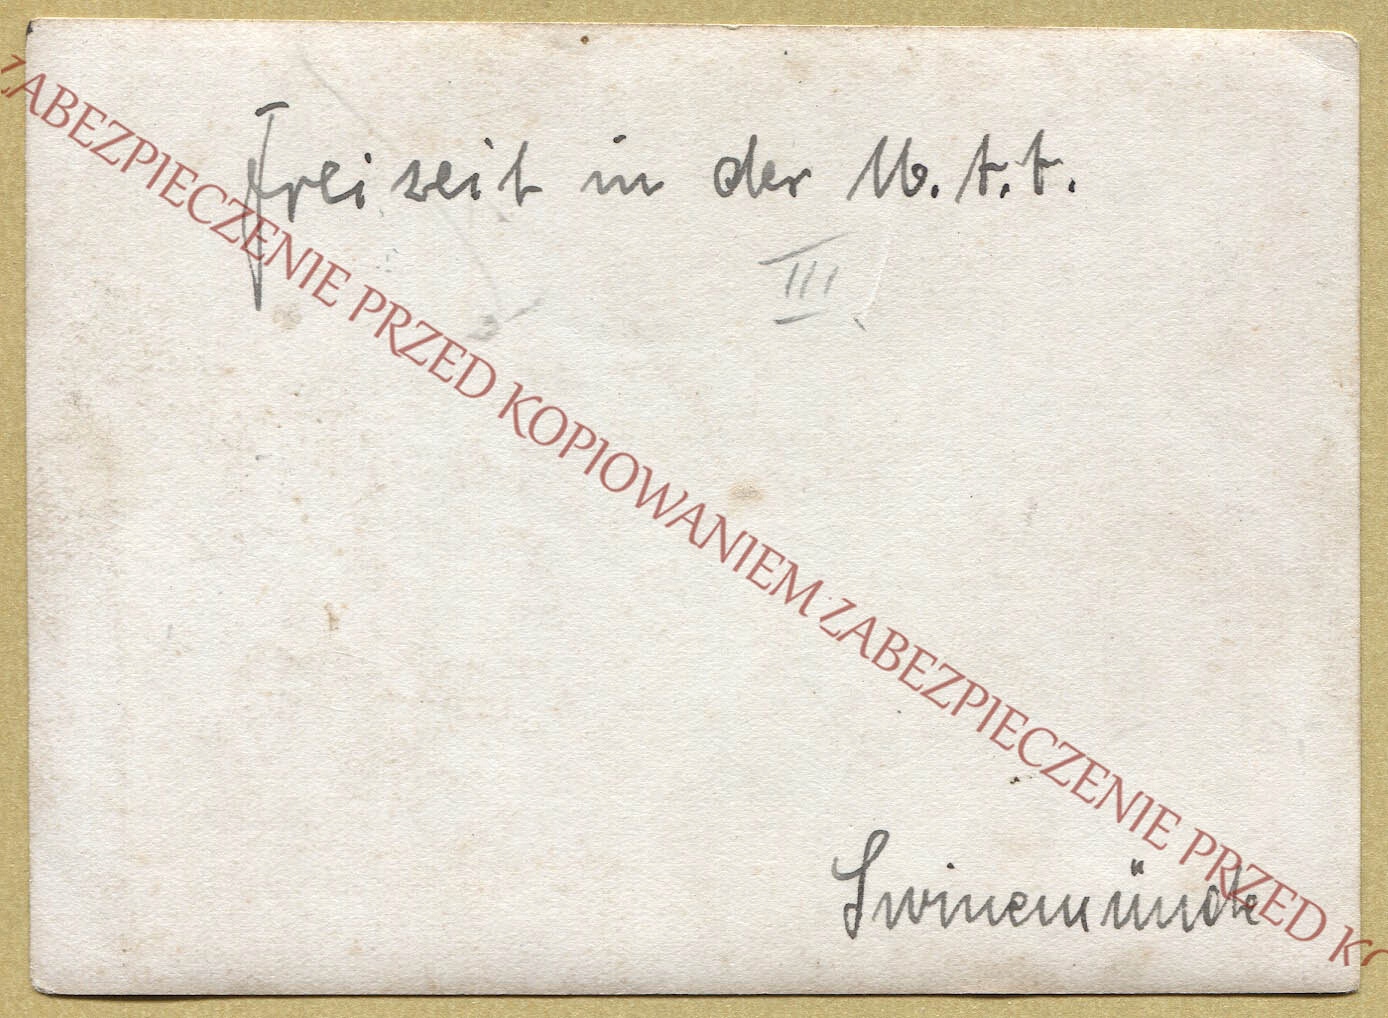 Freizeit in der
III.
Swinemünde
ZABEZPIECZENIE PRZED KOPIOWANIEM ZABEZPIECZENIE PRZED KO